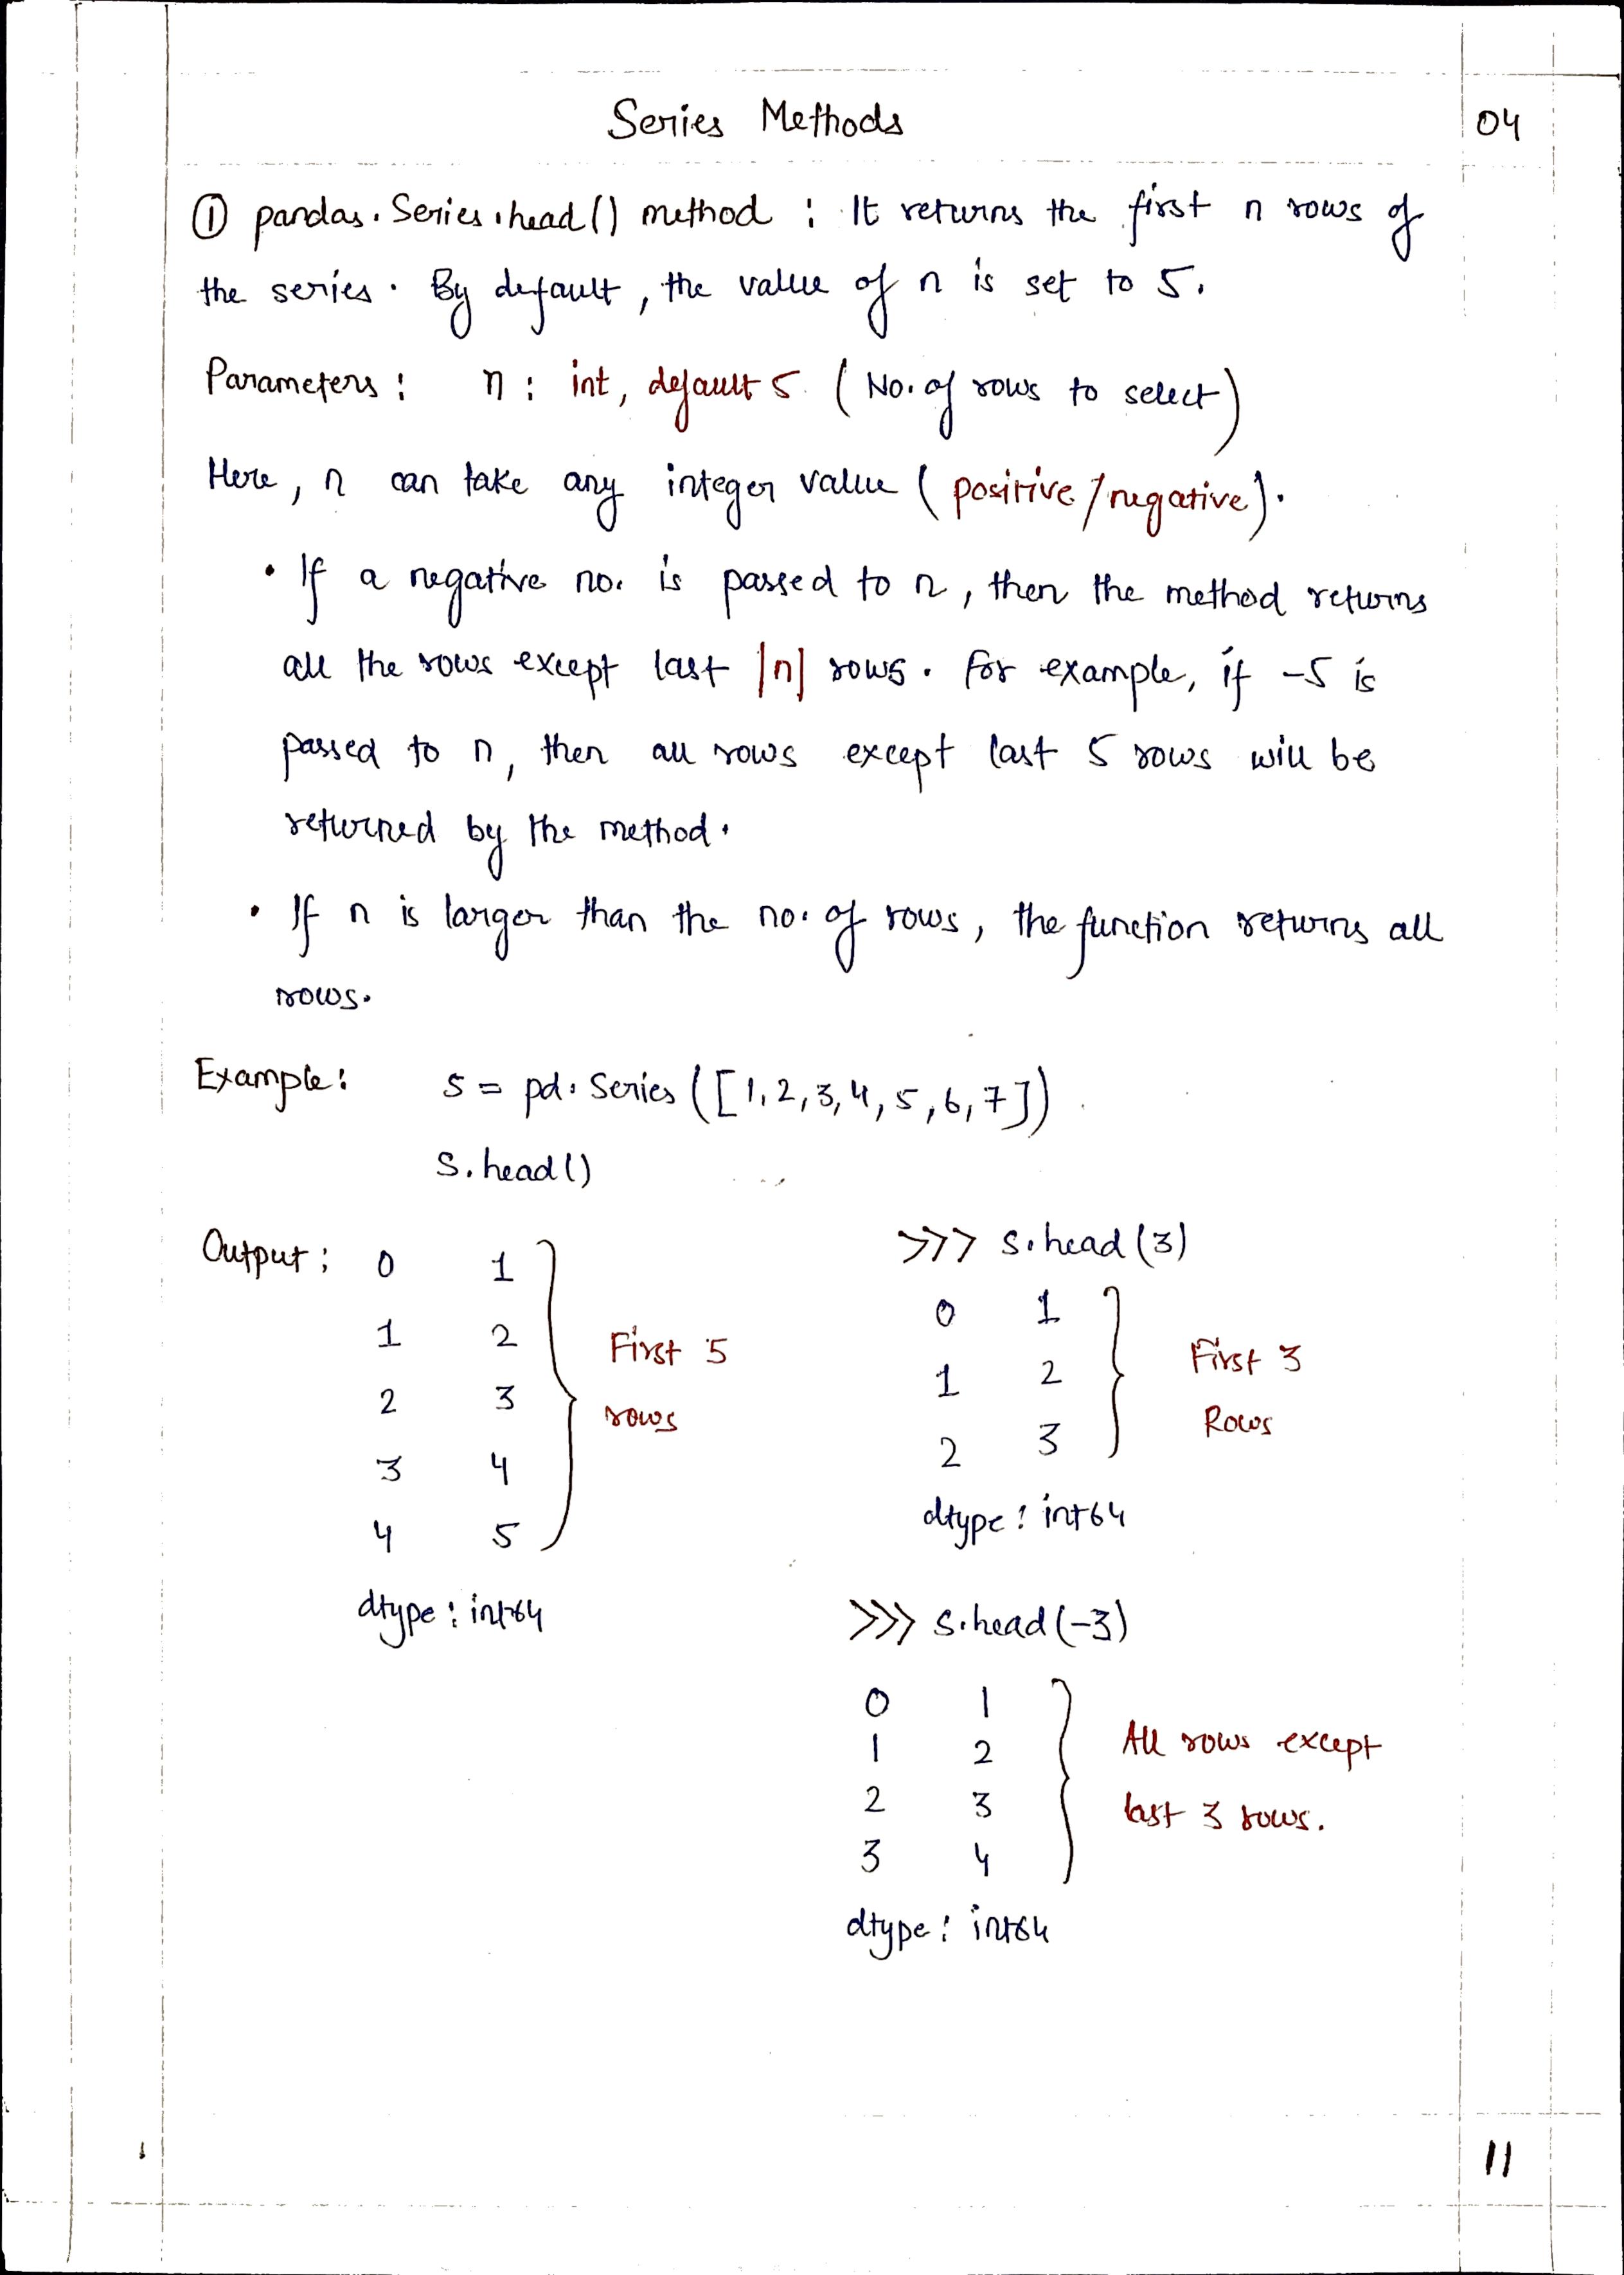 Series Methods
04
① pandas.Series.head() method : It returns the first n rows of
the series. By default, the value of n is set to 5.
Parameters : n : int, default 5 (No. of rows to select)
Here, n can take any integer value (positive/negative).
• If a negative no. is passed to n, then the method returns
all the rows except last |n| rows. for example, if -5 is
passed to n, then all rows except last 5 rows will be
returned by the method.
• If n is larger than the no. of rows, the function returns all
rows.
Example: s = pd.Series([1,2,3,4,5,6,7])
s.head()
Output:
0 1
1 2
2 3
3 4
4 5
First 5
rows
dtype : int64
>>> s.head(3)
0 1
1 2
2 3
First 3
Rows
dtype : int64
>>> s.head(-3)
0 1
1 2
2 3
3 4
All rows except
last 3 rows.
dtype : int64
11